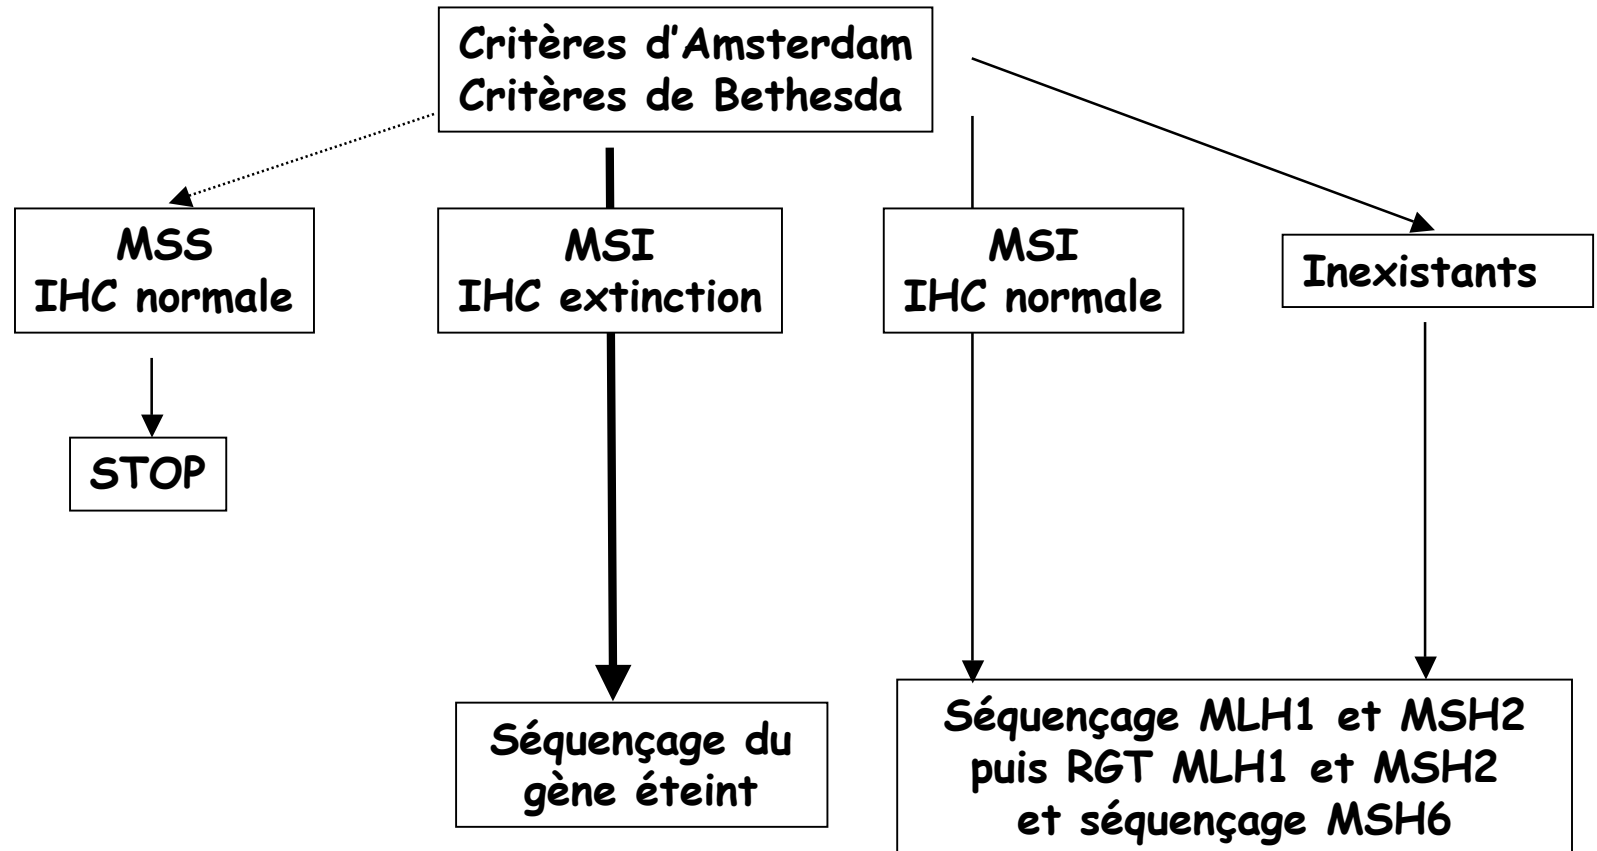 Critères d'Amsterdam
Critères de Bethesda
MSS
IHC normale
MSI
IHC extinction
MSI
IHC normale
Inexistants
STOP
Séquençage du
gène éteint
Séquençage MLH1 et MSH2
puis RGT MLH1 et MSH2
et séquençage MSH6